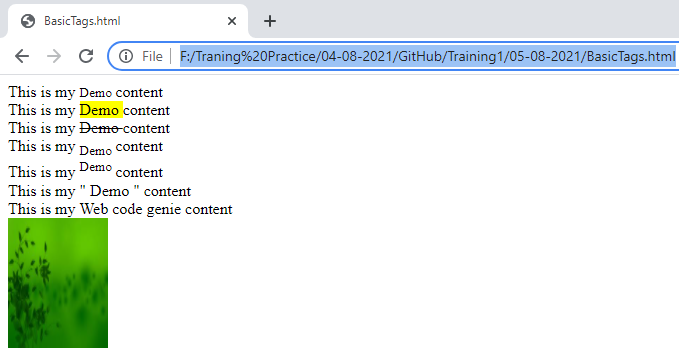 BasicTags.html
File
F:/Traning%20Practice/04-08-2021/GitHub/Training1/05-08-2021/BasicTags.html
This is my Demo content
This is my Demo content
This is my Demo content
This is my Demo content
This is my Demo content
This is my " Demo " content
This is my Web code genie content